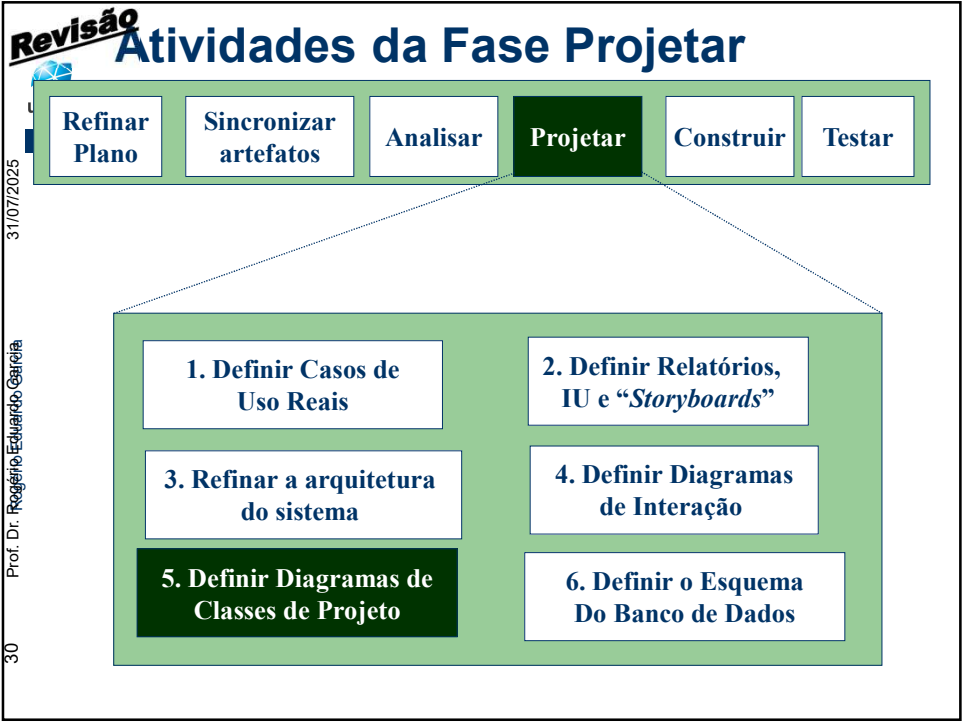 Revisão
Atividades da Fase Projetar
Refinar
Plano
Sincronizar
artefatos
Analisar
Projetar
Construir
Testar
1. Definir Casos de
Uso Reais
2. Definir Relatórios,
IU e “Storyboards”
3. Refinar a arquitetura
do sistema
4. Definir Diagramas
de Interação
5. Definir Diagramas de
Classes de Projeto
6. Definir o Esquema
Do Banco de Dados
31/07/2025
Prof. Dr. Rogério Eduardo Garcia
Rogério Eduardo Garcia
30